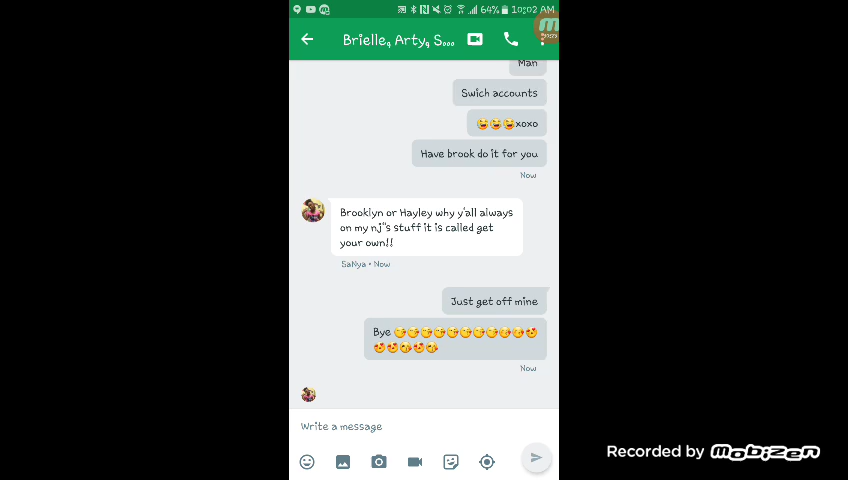 64% 10:02 AM
Brielle, Arty, S...
Man
Swich accounts
😂😂😂xoxo
Have brook do it for you
Now
Brooklyn or Hayley why y'all always
on my nj"s stuff it is called get
your own!!
SaNya • Now
Just get off mine
Bye 😚😚😚😚😚😚😚😚😚😚😍
😍😍😘😍😘
Now
Write a message
Recorded by MOBIZEN